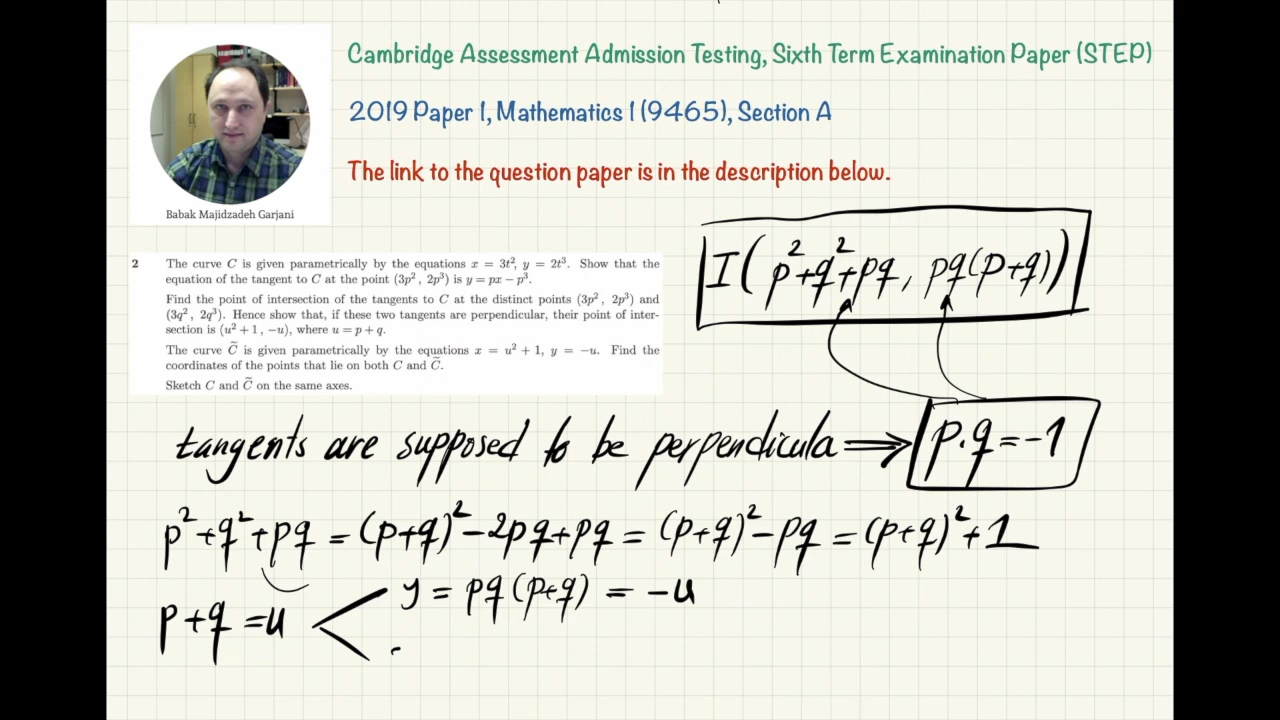 Cambridge Assessment Admission Testing, Sixth Term Examination Paper (STEP)
2019 Paper 1, Mathematics 1 (9465), Section A
The link to the question paper is in the description below.
Babak Majidzadeh Garjani
2 The curve C is given parametrically by the equations x = 3t², y = 2t³. Show that the
equation of the tangent to C at the point (3p², 2p³) is y = px − p³.
Find the point of intersection of the tangents to C at the distinct points (3p², 2p³) and
(3q², 2q³). Hence show that, if these two tangents are perpendicular, their point of inter-
section is (u² + 1, −u), where u = p + q.
The curve C̃ is given parametrically by the equations x = u² + 1, y = −u. Find the
coordinates of the points that lie on both C and C̃.
Sketch C and C̃ on the same axes.
I(p²+q²+pq, pq(p+q))
tangents are supposed to be perpendicula ⟹ p.q=-1
p²+q²+pq = (p+q)²-2pq+pq = (p+q)²-pq = (p+q)²+1
y = pq(p+q) = -u
p+q=u